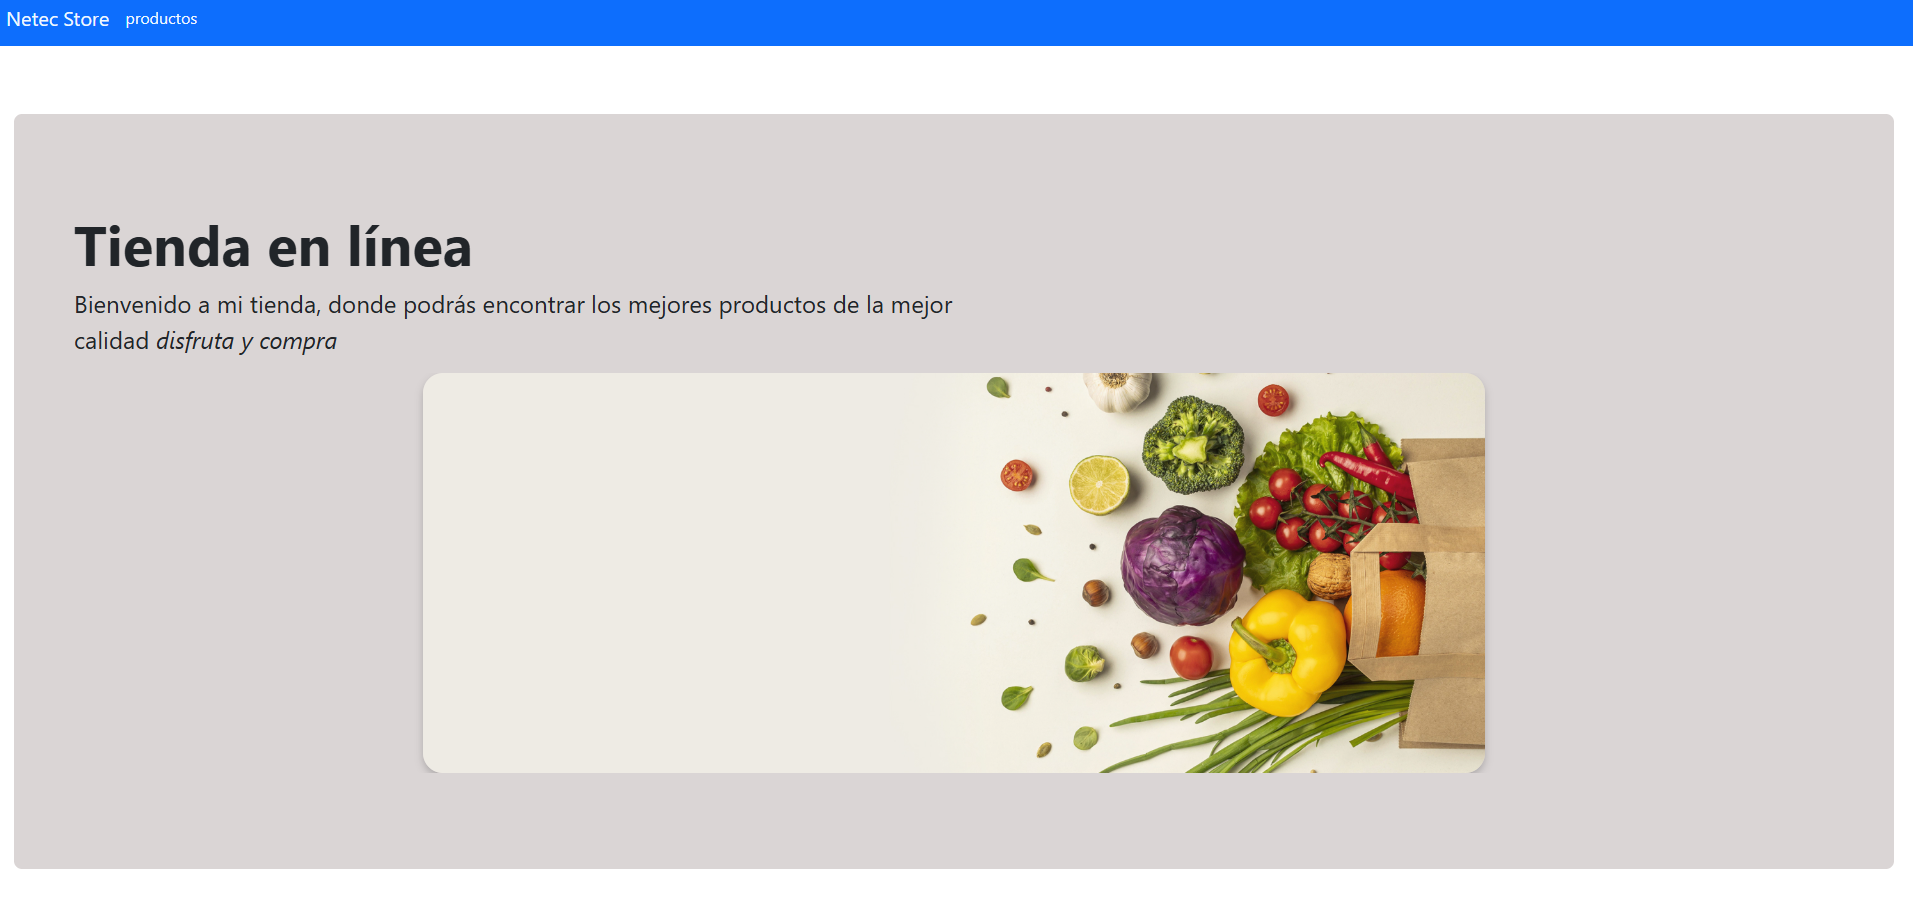 Netec Store productos
Tienda en línea
Bienvenido a mi tienda, donde podrás encontrar los mejores productos de la mejor
calidad disfruta y compra